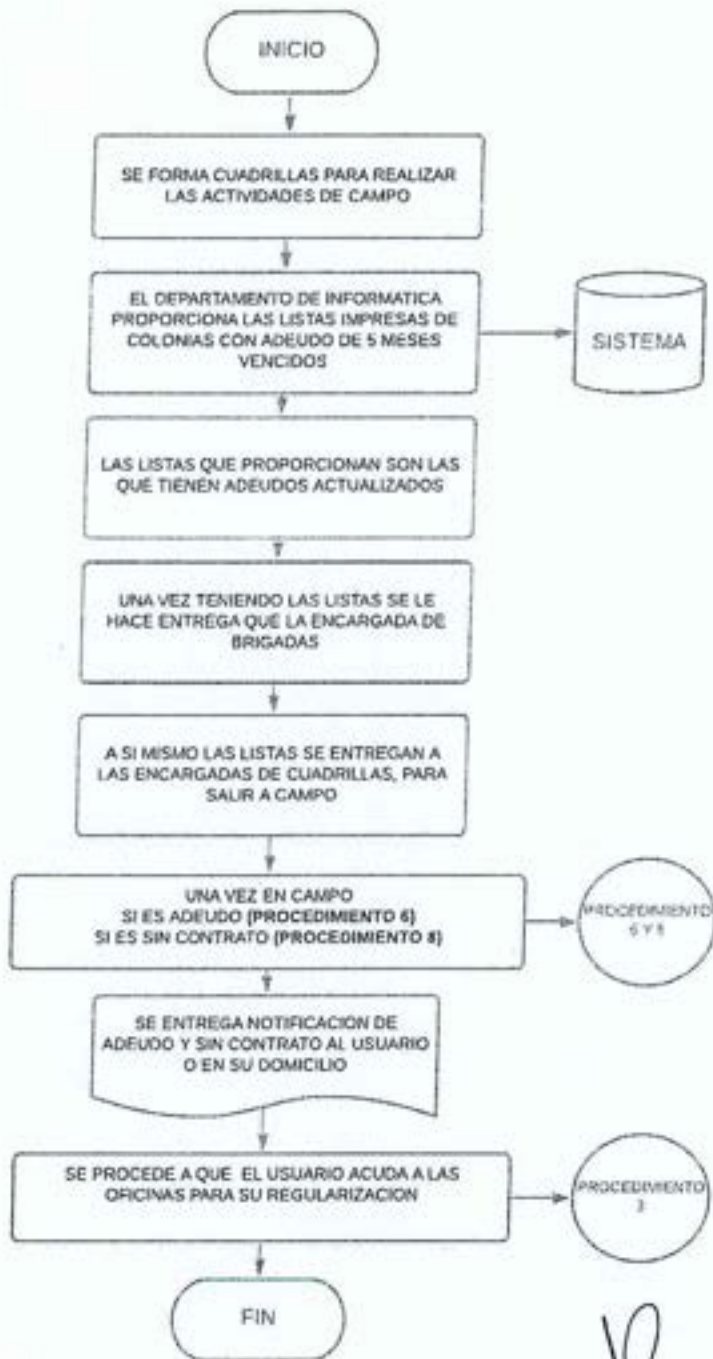 INICIO
SE FORMA CUADRILLAS PARA REALIZAR
LAS ACTIVIDADES DE CAMPO
EL DEPARTAMENTO DE INFORMATICA
PROPORCIONA LAS LISTAS IMPRESAS DE
COLONIAS CON ADEUDO DE 5 MESES
VENCIDOS
SISTEMA
LAS LISTAS QUE PROPORCIONAN SON LAS
QUE TIENEN ADEUDOS ACTUALIZADOS
UNA VEZ TENIENDO LAS LISTAS SE LE
HACE ENTREGA QUE LA ENCARGADA DE
BRIGADAS
A SI MISMO LAS LISTAS SE ENTREGAN A
LAS ENCARGADAS DE CUADRILLAS, PARA
SALIR A CAMPO
UNA VEZ EN CAMPO
SI ES ADEUDO (PROCEDIMIENTO 6)
SI ES SIN CONTRATO (PROCEDIMIENTO 8)
PROCEDIMIENTO
6 Y 8
SE ENTREGA NOTIFICACION DE
ADEUDO Y SIN CONTRATO AL USUARIO
O EN SU DOMICILIO
SE PROCEDE A QUE EL USUARIO ACUDA A LAS
OFICINAS PARA SU REGULARIZACION
PROCEDIMIENTO
3
FIN